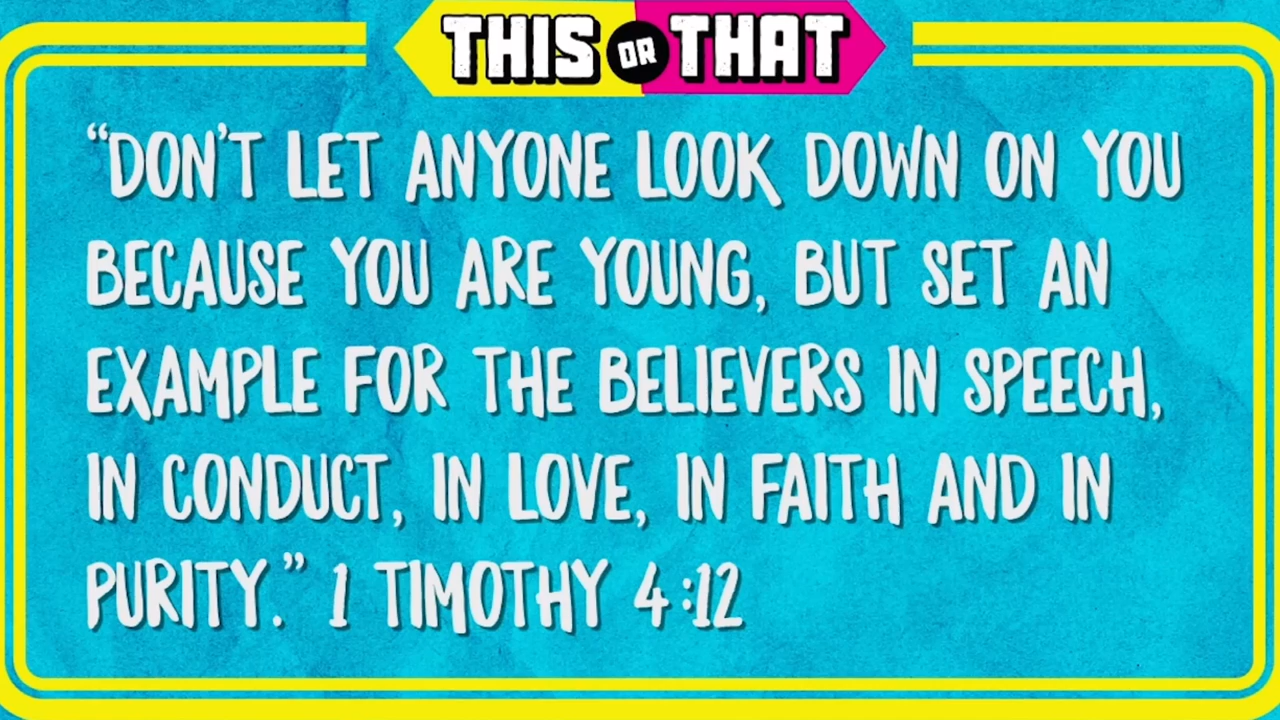 THIS OR THAT
“DON’T LET ANYONE LOOK DOWN ON YOU
BECAUSE YOU ARE YOUNG, BUT SET AN
EXAMPLE FOR THE BELIEVERS IN SPEECH,
IN CONDUCT, IN LOVE, IN FAITH AND IN
PURITY.” 1 TIMOTHY 4:12